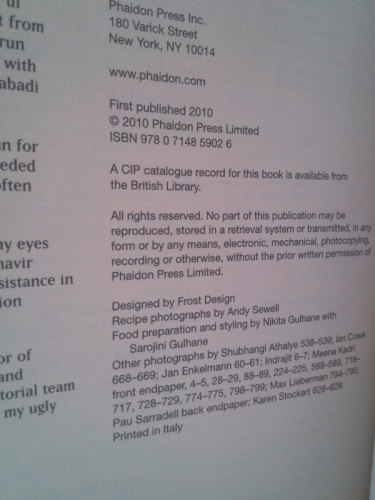 ul
t from
run
with
abadi
n for
eded
ften
ny eyes
navir
sistance in
ion
or of
and
torial team
my ugly
Phaidon Press Inc.
180 Varick Street
New York, NY 10014
www.phaidon.com
First published 2010
© 2010 Phaidon Press Limited
ISBN 978 0 7148 5902 6
A CIP catalogue record for this book is available from
the British Library.
All rights reserved. No part of this publication may be
reproduced, stored in a retrieval system or transmitted, in any
form or by any means, electronic, mechanical, photocopying,
recording or otherwise, without the prior written permission of
Phaidon Press Limited.
Designed by Frost Design
Recipe photographs by Andy Sewell
Food preparation and styling by Nikita Gulhane with
Sarojini Gulhane
Other photographs by Shubhangi Athalye 538–539; Ian Cowe
668–669; Jan Enkelmann 60–61; Indrajit 6–7; Meena Kadri
front endpaper, 4–5, 28–29, 88–89, 224–225, 588–589, 716–
717, 728–729, 774–775, 798–799; Max Lieberman 794–795;
Pau Sarradell back endpaper; Karen Stockert 628–629.
Printed in Italy